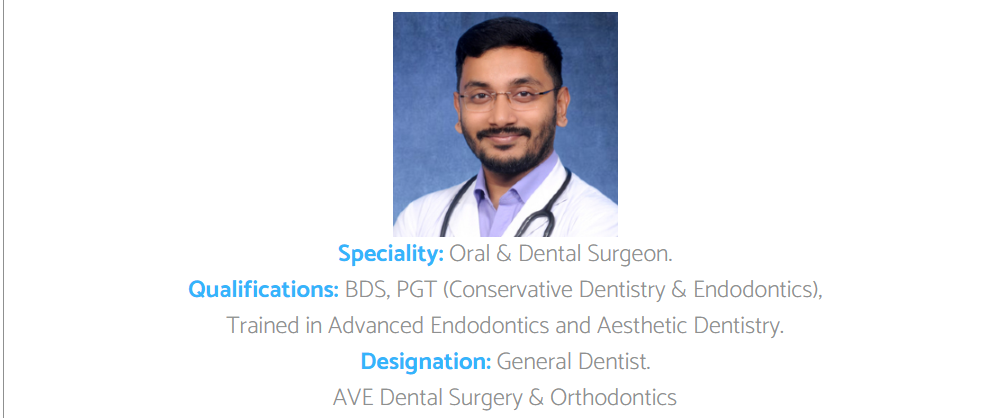 Speciality: Oral & Dental Surgeon.
Qualifications: BDS, PGT (Conservative Dentistry & Endodontics),
Trained in Advanced Endodontics and Aesthetic Dentistry.
Designation: General Dentist.
AVE Dental Surgery & Orthodontics